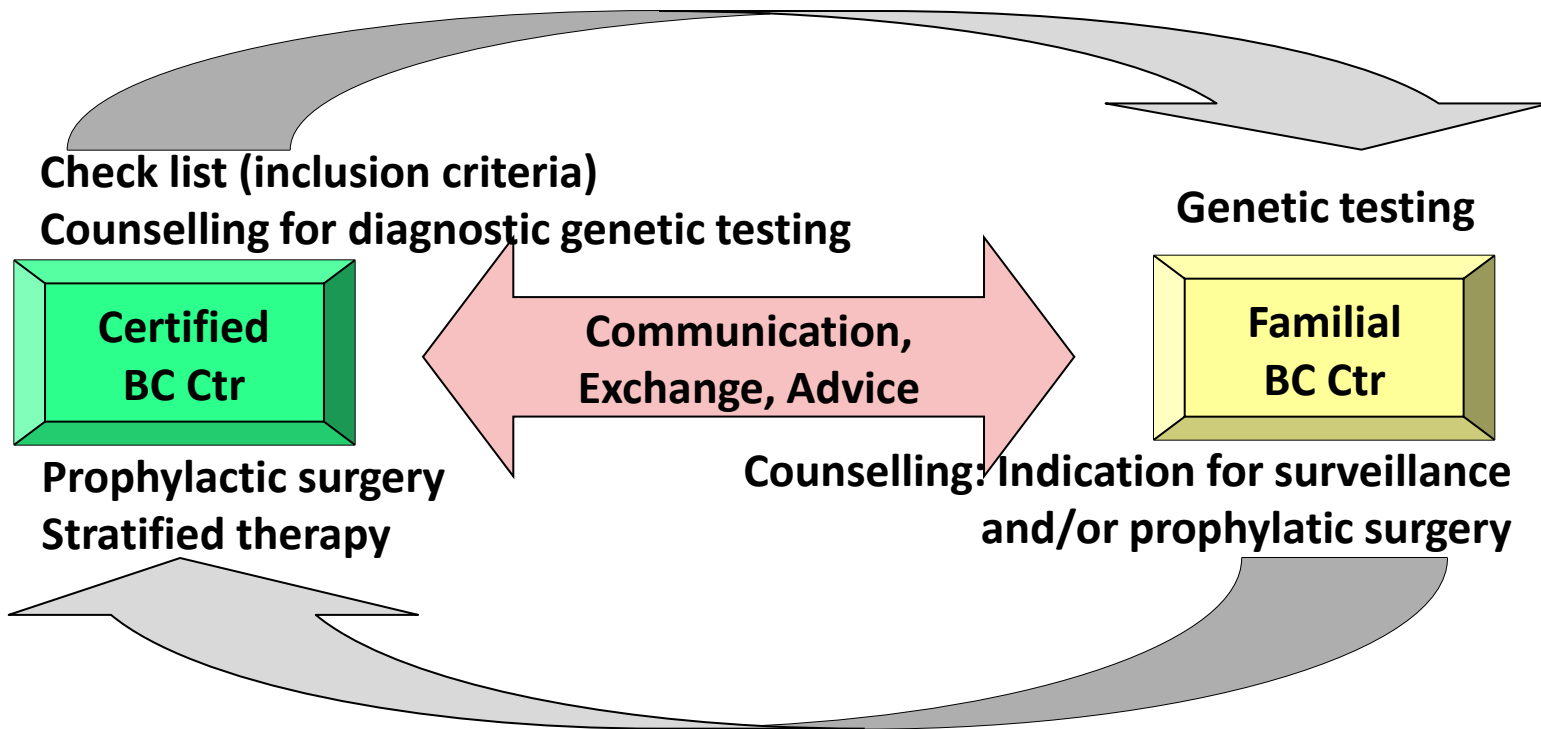 Check list (inclusion criteria)
Counselling for diagnostic genetic testing
Genetic testing
Certified
BC Ctr
Communication,
Exchange, Advice
Familial
BC Ctr
Prophylactic surgery
Stratified therapy
Counselling: Indication for surveillance
and/or prophylatic surgery